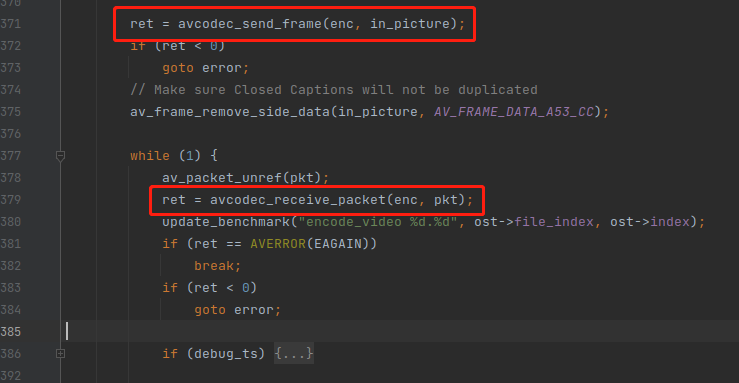 370
371 ret = avcodec_send_frame(enc, in_picture);
372 if (ret < 0)
373 goto error;
374 // Make sure Closed Captions will not be duplicated
375 av_frame_remove_side_data(in_picture, AV_FRAME_DATA_A53_CC);
376
377 while (1) {
378 av_packet_unref(pkt);
379 ret = avcodec_receive_packet(enc, pkt);
380 update_benchmark("encode_video %d.%d", ost->file_index, ost->index);
381 if (ret == AVERROR(EAGAIN))
382 break;
383 if (ret < 0)
384 goto error;
385
386 if (debug_ts) {...}